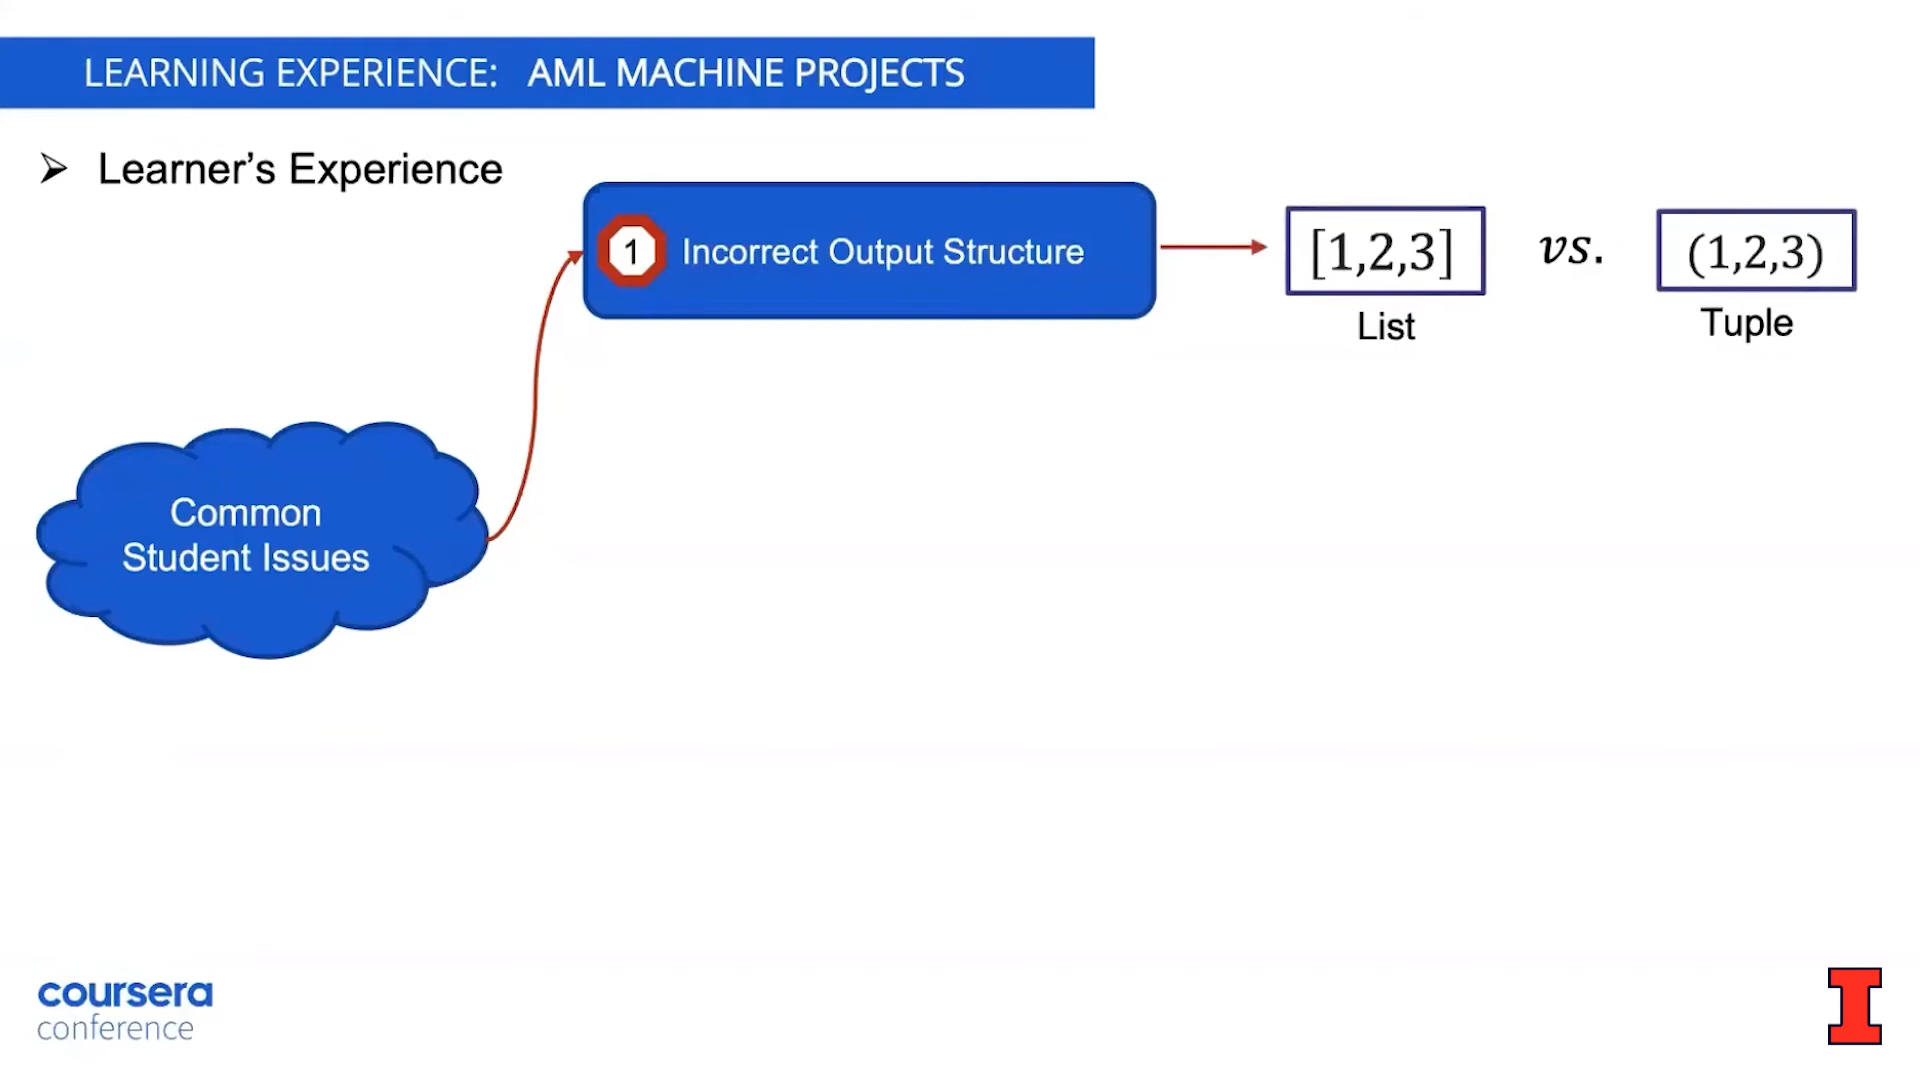 LEARNING EXPERIENCE: AML MACHINE PROJECTS
➢ Learner’s Experience
1 Incorrect Output Structure
[1,2,3] vs. (1,2,3)
List Tuple
Common
Student Issues
coursera
conference
I